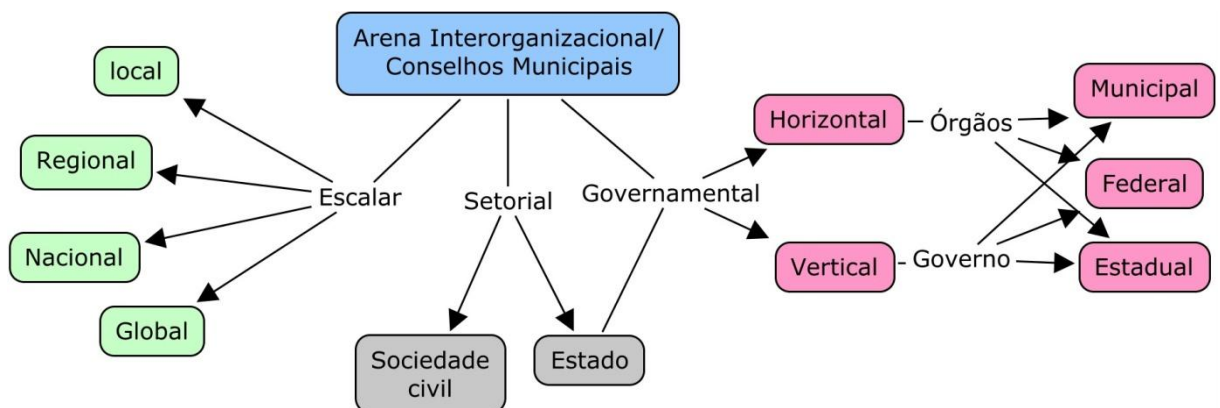 Arena Interorganizacional/
Conselhos Municipais
local
Regional
Nacional
Global
Escalar
Setorial
Governamental
Sociedade
civil
Estado
Horizontal
Órgãos
Vertical
Governo
Municipal
Federal
Estadual